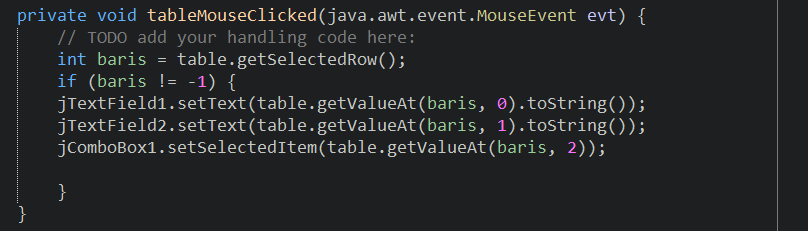 private void tableMouseClicked(java.awt.event.MouseEvent evt) {
// TODO add your handling code here:
int baris = table.getSelectedRow();
if (baris != -1) {
jTextField1.setText(table.getValueAt(baris, 0).toString());
jTextField2.setText(table.getValueAt(baris, 1).toString());
jComboBox1.setSelectedItem(table.getValueAt(baris, 2));
}
}